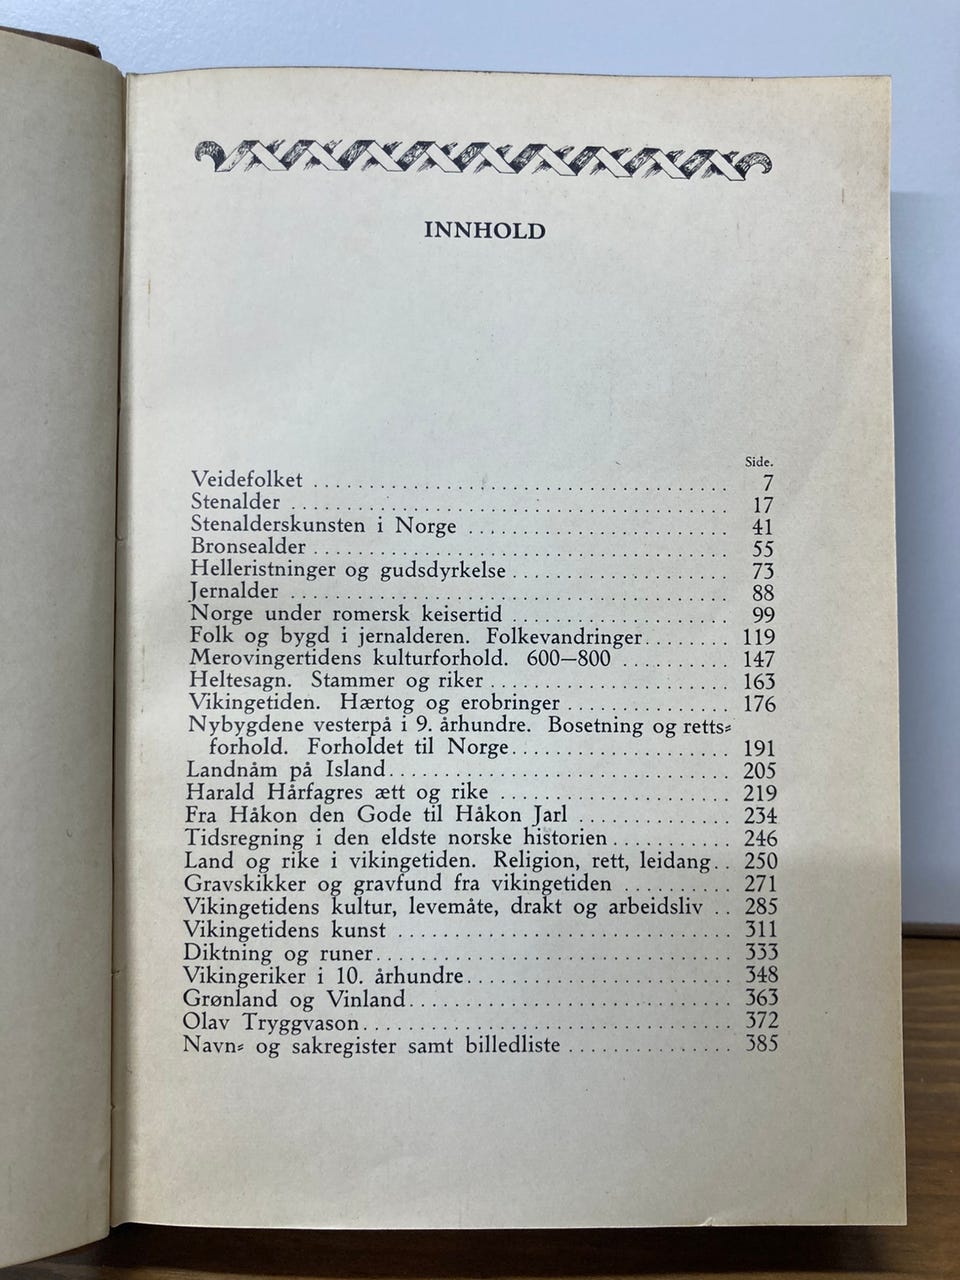 INNHOLD
Side.
Veidefolket 7
Stenalder 17
Stenalderskunsten i Norge 41
Bronsealder 55
Helleristninger og gudsdyrkelse 73
Jernalder 88
Norge under romersk keisertid 99
Folk og bygd i jernalderen. Folkevandringer 119
Merovingertidens kulturforhold. 600—800 147
Heltesagn. Stammer og riker 163
Vikingetiden. Hærtog og erobringer 176
Nybygdene vesterpå i 9. århundre. Bosetning og retts-
forhold. Forholdet til Norge 191
Landnåm på Island 205
Harald Hårfagres ætt og rike 219
Fra Håkon den Gode til Håkon Jarl 234
Tidsregning i den eldste norske historien 246
Land og rike i vikingetiden. Religion, rett, leidang 250
Gravskikker og gravfund fra vikingetiden 271
Vikingetidens kultur, levemåte, drakt og arbeidsliv 285
Vikingetidens kunst 311
Diktning og runer 333
Vikingeriker i 10. århundre 348
Grønland og Vinland 363
Olav Tryggvason 372
Navn- og sakregister samt billedliste 385